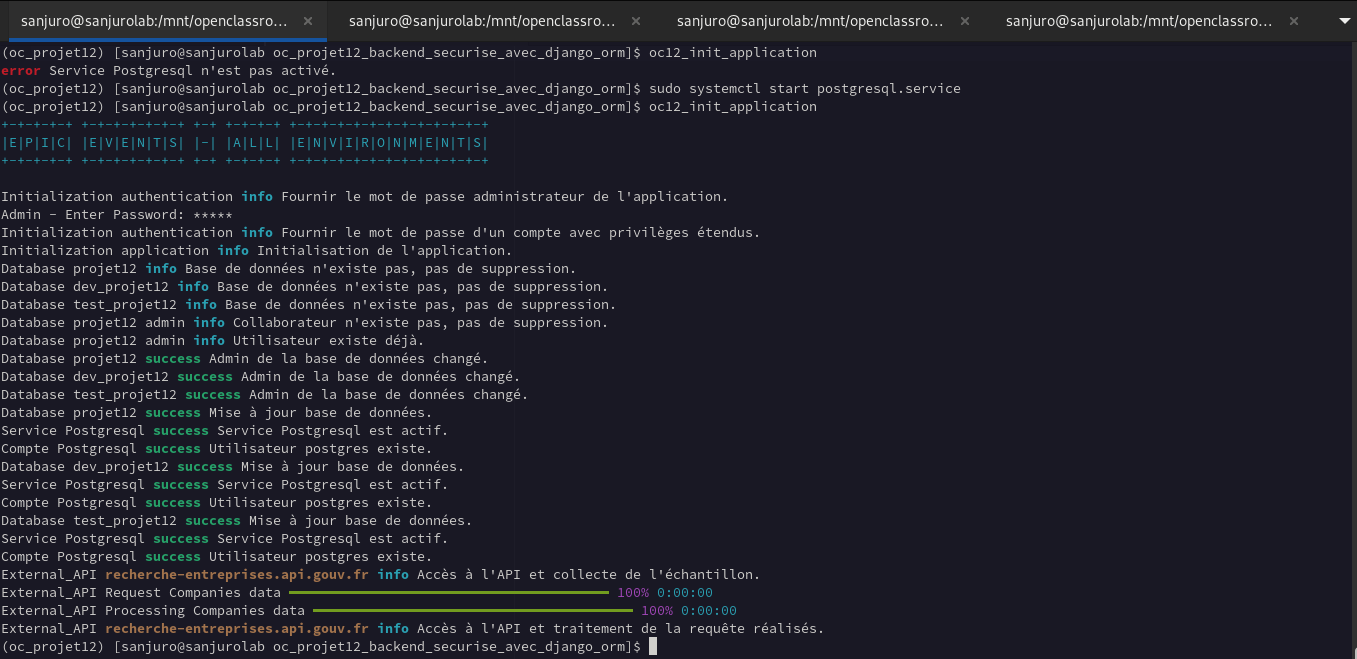 sanjuro@sanjurolab:/mnt/openclassro... × sanjuro@sanjurolab:/mnt/openclassro... × sanjuro@sanjurolab:/mnt/openclassro... × sanjuro@sanjurolab:/mnt/openclassro... ×
(oc_projet12) [sanjuro@sanjurolab oc_projet12_backend_securise_avec_django_orm]$ oc12_init_application
error Service Postgresql n'est pas activé.
(oc_projet12) [sanjuro@sanjurolab oc_projet12_backend_securise_avec_django_orm]$ sudo systemctl start postgresql.service
(oc_projet12) [sanjuro@sanjurolab oc_projet12_backend_securise_avec_django_orm]$ oc12_init_application
+-+-+-+-+ +-+-+-+-+-+-+ +-+ +-+-+-+ +-+-+-+-+-+-+-+-+-+-+-+-+
|E|P|I|C| |E|V|E|N|T|S| |-| |A|L|L| |E|N|V|I|R|O|N|M|E|N|T|S|
+-+-+-+-+ +-+-+-+-+-+-+ +-+ +-+-+-+ +-+-+-+-+-+-+-+-+-+-+-+-+
Initialization authentication info Fournir le mot de passe administrateur de l'application.
Admin - Enter Password: *****
Initialization authentication info Fournir le mot de passe d'un compte avec privilèges étendus.
Initialization application info Initialisation de l'application.
Database projet12 info Base de données n'existe pas, pas de suppression.
Database dev_projet12 info Base de données n'existe pas, pas de suppression.
Database test_projet12 info Base de données n'existe pas, pas de suppression.
Database projet12 admin info Collaborateur n'existe pas, pas de suppression.
Database projet12 admin info Utilisateur existe déjà.
Database projet12 success Admin de la base de données changé.
Database dev_projet12 success Admin de la base de données changé.
Database test_projet12 success Admin de la base de données changé.
Database projet12 success Mise à jour base de données.
Service Postgresql success Service Postgresql est actif.
Compte Postgresql success Utilisateur postgres existe.
Database dev_projet12 success Mise à jour base de données.
Service Postgresql success Service Postgresql est actif.
Compte Postgresql success Utilisateur postgres existe.
Database test_projet12 success Mise à jour base de données.
Service Postgresql success Service Postgresql est actif.
Compte Postgresql success Utilisateur postgres existe.
External_API recherche-entreprises.api.gouv.fr info Accès à l'API et collecte de l'échantillon.
External_API Request Companies data 100% 0:00:00
External_API Processing Companies data 100% 0:00:00
External_API recherche-entreprises.api.gouv.fr info Accès à l'API et traitement de la requête réalisés.
(oc_projet12) [sanjuro@sanjurolab oc_projet12_backend_securise_avec_django_orm]$